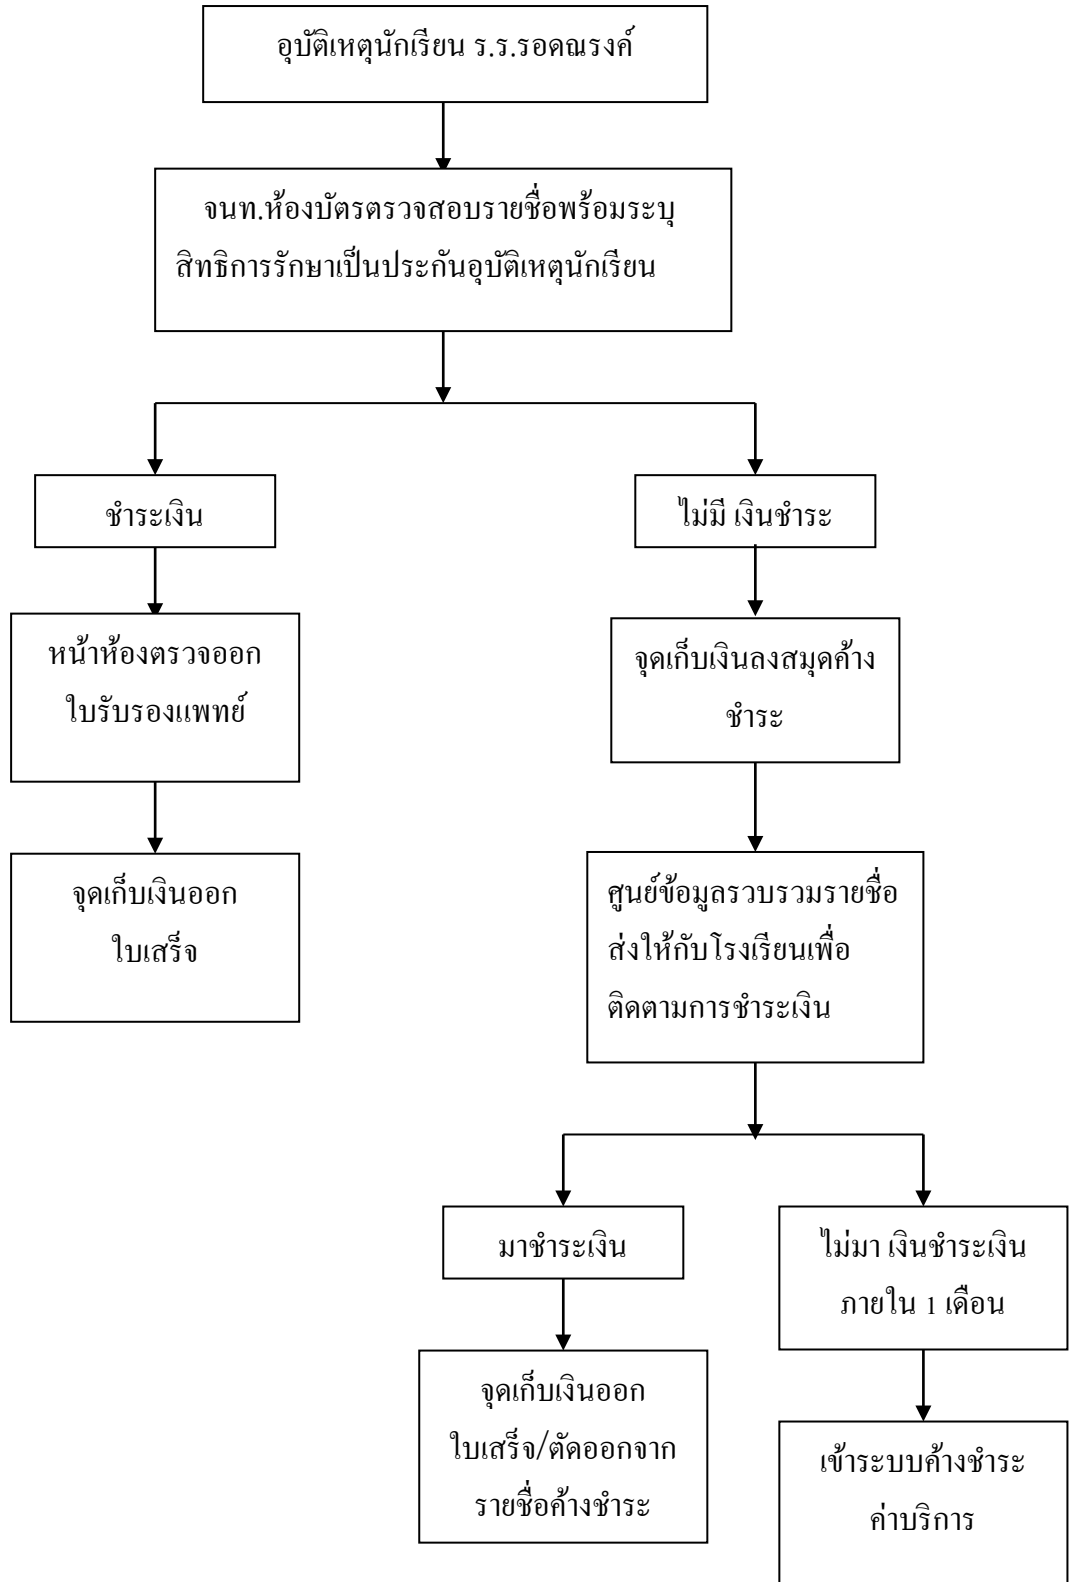 อุบัติเหตุนักเรียน ร.ร.รอดณรงค์
จนท.ห้องบัตรตรวจสอบรายชื่อพร้อมระบุ
สิทธิการรักษาเป็นประกันอุบัติเหตุนักเรียน
ชำระเงิน
ไม่มี เงินชำระ
หน้าห้องตรวจออก
ใบรับรองแพทย์
จุดเก็บเงินลงสมุดค้าง
ชำระ
จุดเก็บเงินออก
ใบเสร็จ
ศูนย์ข้อมูลรวบรวมรายชื่อ
ส่งให้กับโรงเรียนเพื่อ
ติดตามการชำระเงิน
มาชำระเงิน
ไม่มา เงินชำระเงิน
ภายใน 1 เดือน
จุดเก็บเงินออก
ใบเสร็จ/ตัดออกจาก
รายชื่อค้างชำระ
เข้าระบบค้างชำระ
ค่าบริการ